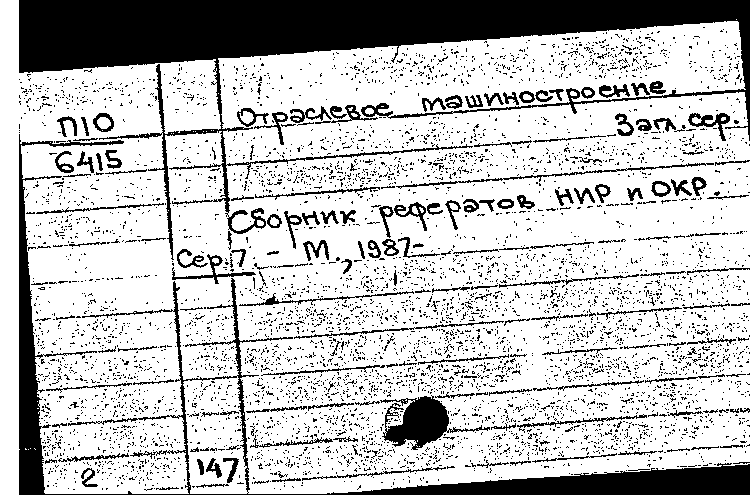 П10
6415
Отраслевое машиностроение.
Загл. сер.
Сборник рефератов НИР и ОКР.
Сер. 7. - М., 1987-
2
147